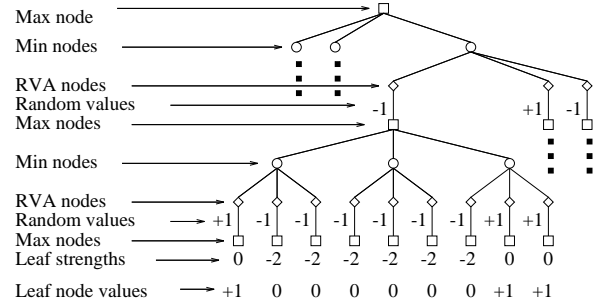 Max node
Min nodes
RVA nodes
Random values -1 +1 -1
Max nodes
Min nodes
RVA nodes
Random values +1 -1 -1 -1 -1 -1 -1 +1 +1
Max nodes
Leaf strengths 0 -2 -2 -2 -2 -2 -2 0 0
Leaf node values +1 0 0 0 0 0 0 +1 +1